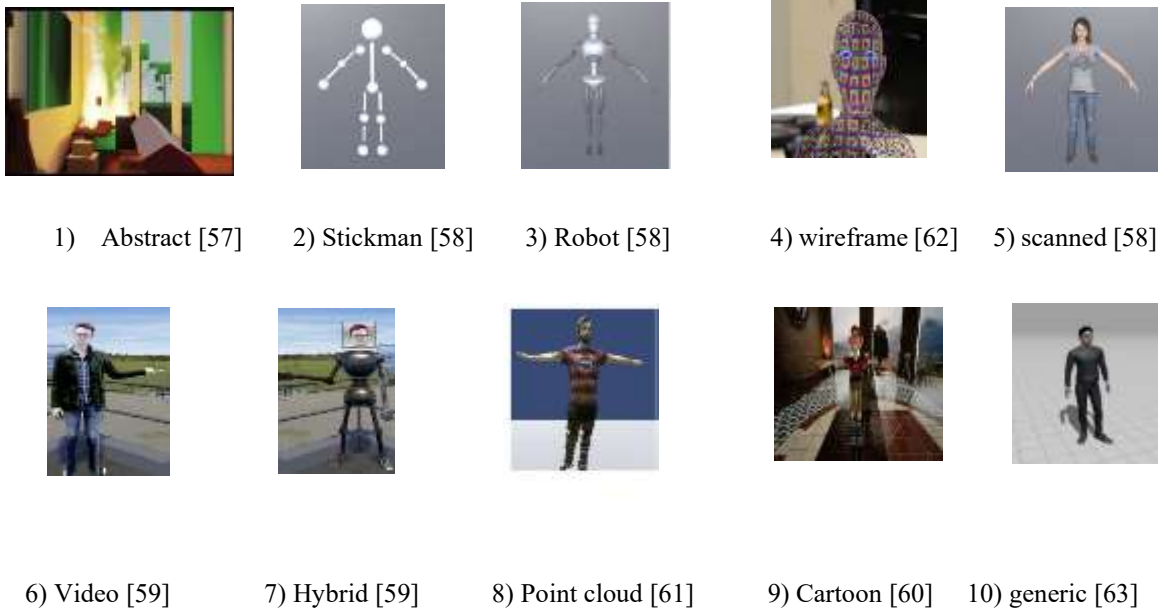 1) Abstract [57] 2) Stickman [58] 3) Robot [58] 4) wireframe [62] 5) scanned [58]
6) Video [59] 7) Hybrid [59] 8) Point cloud [61] 9) Cartoon [60] 10) generic [63]